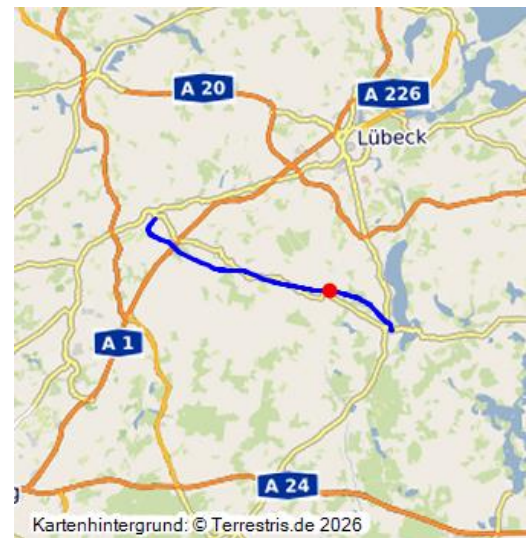 A 20
A 226
Lübeck
A 1
A 24
g
Kartenhintergrund: © Terrestris.de 2026